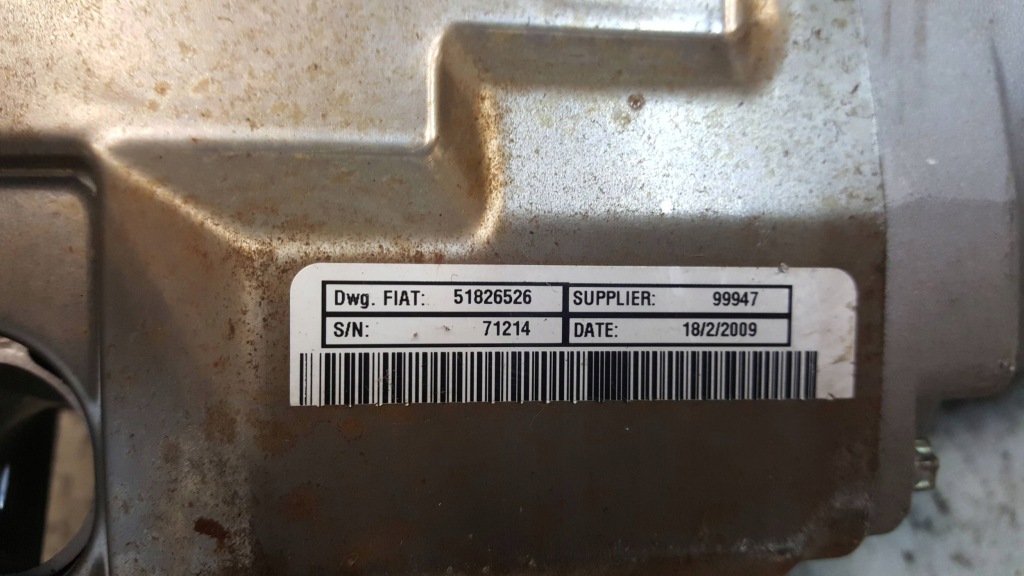 Dwg. FIAT: 51826526 SUPPLIER: 99947
S/N: 71214 DATE: 18/2/2009